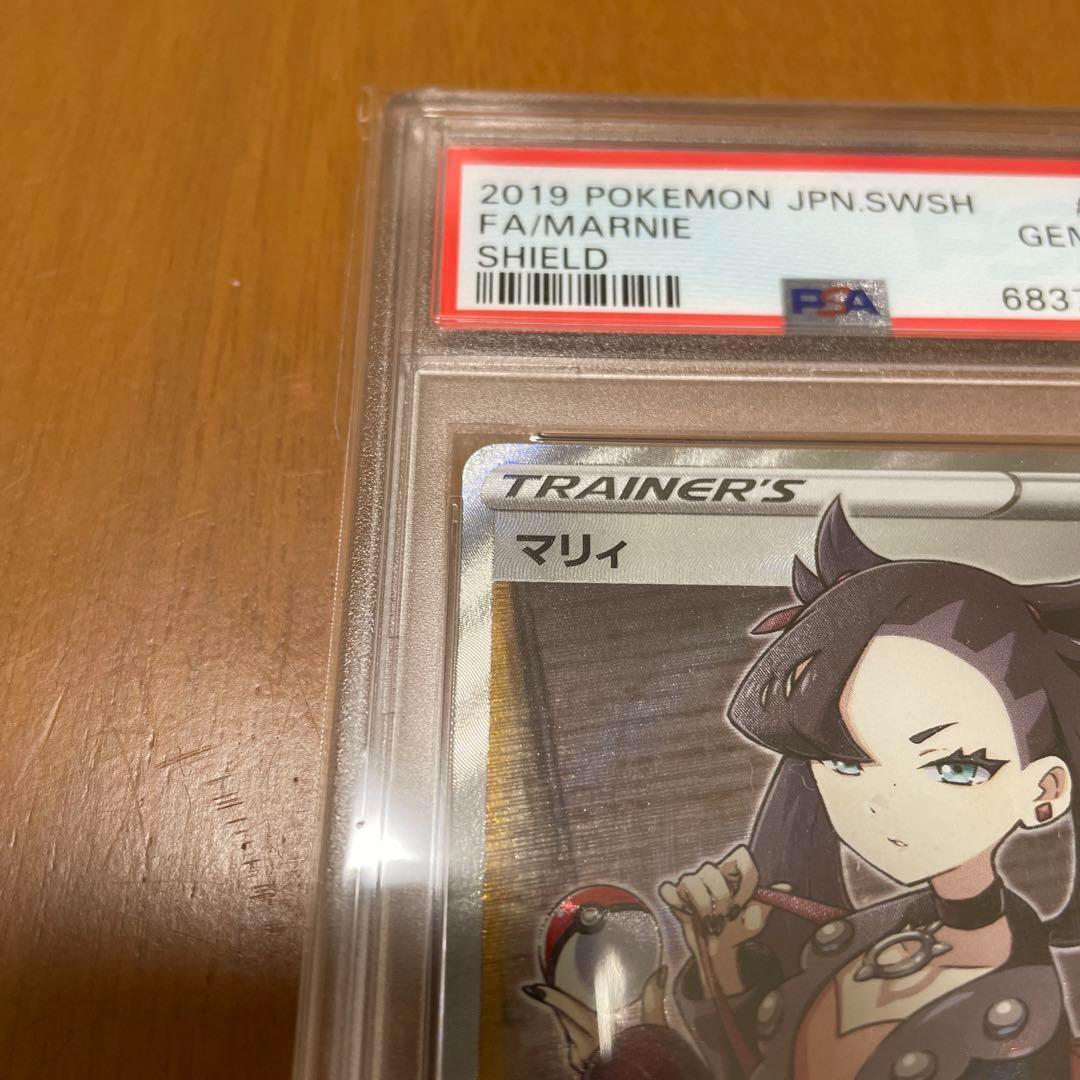 2019 POKEMON JPN.SWSH #
FA/MARNIE GEM
SHIELD
PSA 6837
TRAINER'S
マリィ